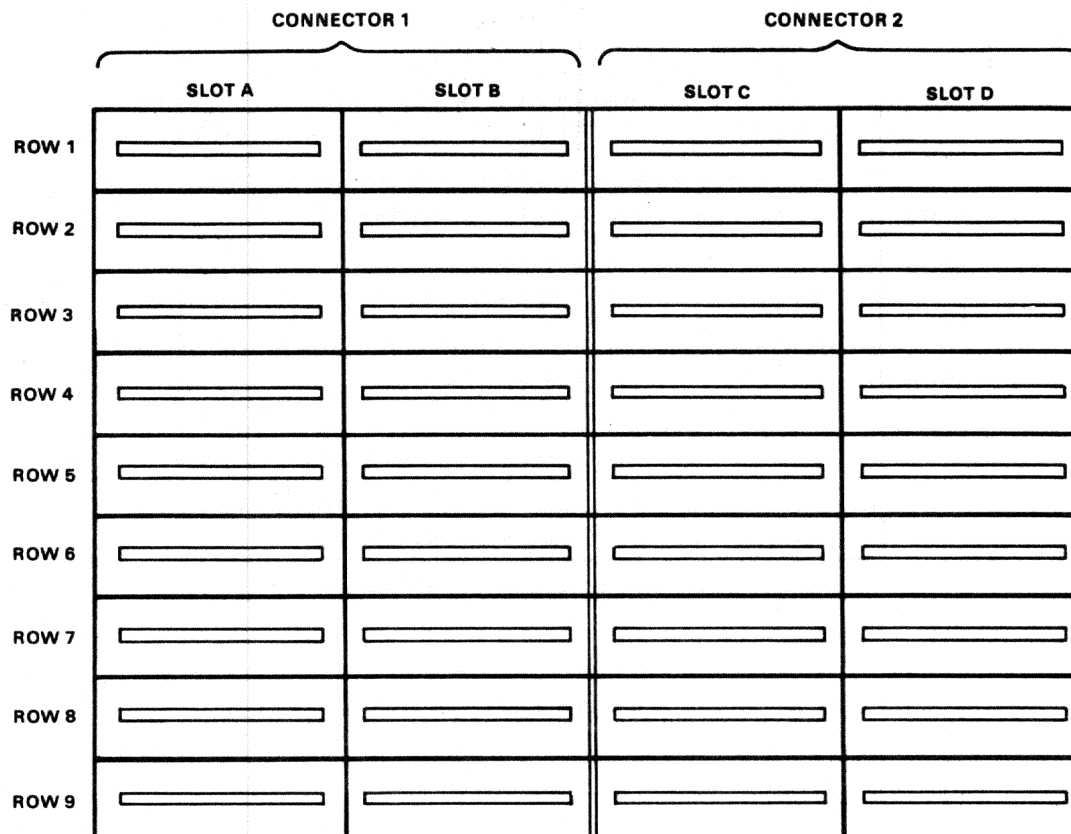 CONNECTOR 1 CONNECTOR 2
SLOT A SLOT B SLOT C SLOT D
ROW 1
ROW 2
ROW 3
ROW 4
ROW 5
ROW 6
ROW 7
ROW 8
ROW 9